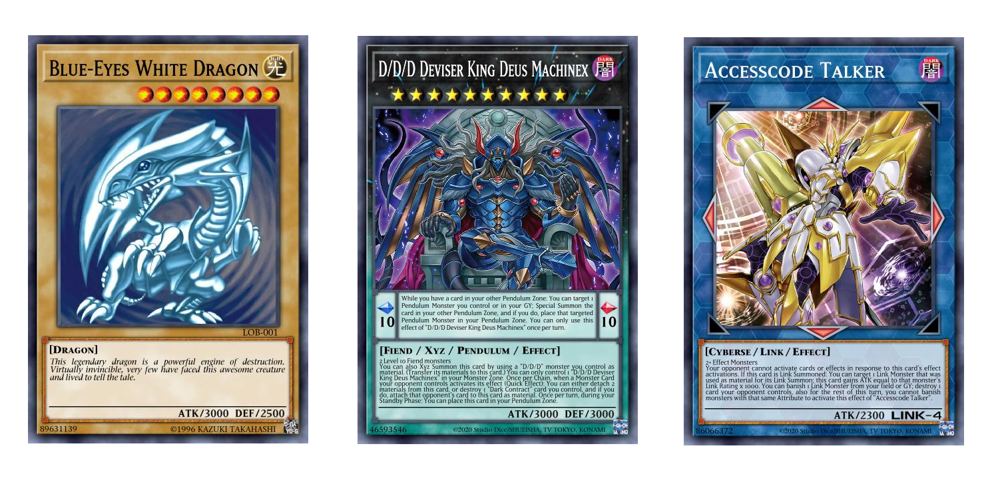 BLUE-EYES WHITE DRAGON
LIGHT
光
LOB-001
[DRAGON]
This legendary dragon is a powerful engine of destruction.
Virtually invincible, very few have faced this awesome creature
and lived to tell the tale.
ATK/3000 DEF/2500
89631139
©1996 KAZUKI TAKAHASHI
D/D/D DEVISER KING DEUS MACHINEX
DARK
闇
While you have a card in your other Pendulum Zone: You can target 1
Pendulum Monster you control or in your GY; Special Summon the
card in your other Pendulum Zone, and if you do, place that targeted
Pendulum Monster in your Pendulum Zone. You can only use this
effect of "D/D/D Deviser King Deus Machinex" once per turn.
10
10
[FIEND / XYZ / PENDULUM / EFFECT]
2 Level 10 Fiend monsters
You can also Xyz Summon this card by using a "D/D/D" monster you control as
material. (Transfer its materials to this card.) You can only control 1 "D/D/D Deviser
King Deus Machinex" in your Monster Zone. Once per Chain, when a Monster Card
your opponent controls activates its effect (Quick Effect): You can either detach 2
materials from this card, or destroy 1 "Dark Contract" card you control, and if you
do, attach that opponent's card to this card as material. Once per turn, during your
Standby Phase: You can place this card in your Pendulum Zone.
ATK/3000 DEF/3000
46593546
©2020 Studio Dice/SHUEISHA, TV TOKYO, KONAMI
ACCESSCODE TALKER
DARK
闇
[CYBERSE / LINK / EFFECT]
2+ Effect Monsters
Your opponent cannot activate cards or effects in response to this card's effect
activations. If this card is Link Summoned: You can target 1 Link Monster that was
used as material for its Link Summon; this card gains ATK equal to that monster's
Link Rating x 1000. You can banish 1 Link Monster from your field or GY; destroy 1
card your opponent controls, also for the rest of this turn, you cannot banish
monsters with that same Attribute to activate this effect of "Accesscode Talker".
ATK/2300 LINK-4
86066372
©2020 Studio Dice/SHUEISHA, TV TOKYO, KONAMI